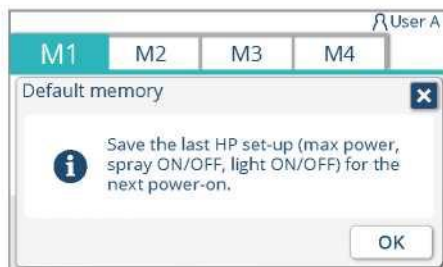 User A
M1 M2 M3 M4
Default memory
Save the last HP set-up (max power,
spray ON/OFF, light ON/OFF) for the
next power-on.
OK